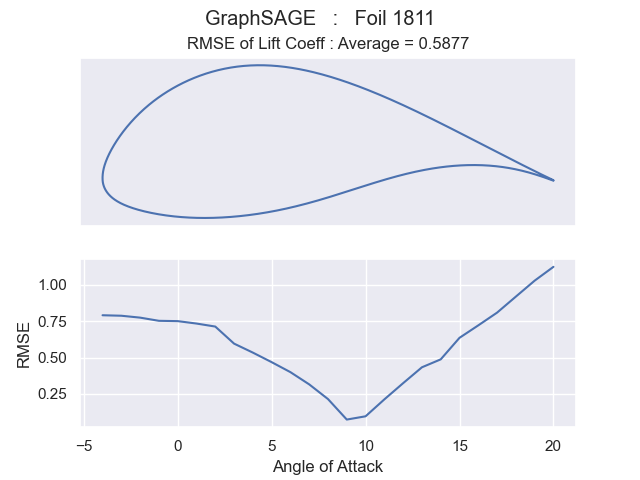 GraphSAGE : Foil 1811
RMSE of Lift Coeff : Average = 0.5877
1.00
0.75
0.50
0.25
RMSE
−5 0 5 10 15 20
Angle of Attack